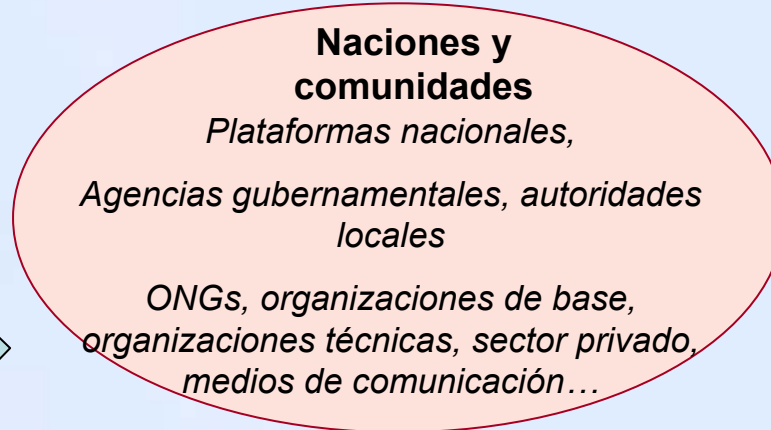 Naciones y
comunidades
Plataformas nacionales,
Agencias gubernamentales, autoridades
locales
ONGs, organizaciones de base,
organizaciones técnicas, sector privado,
medios de comunicación…